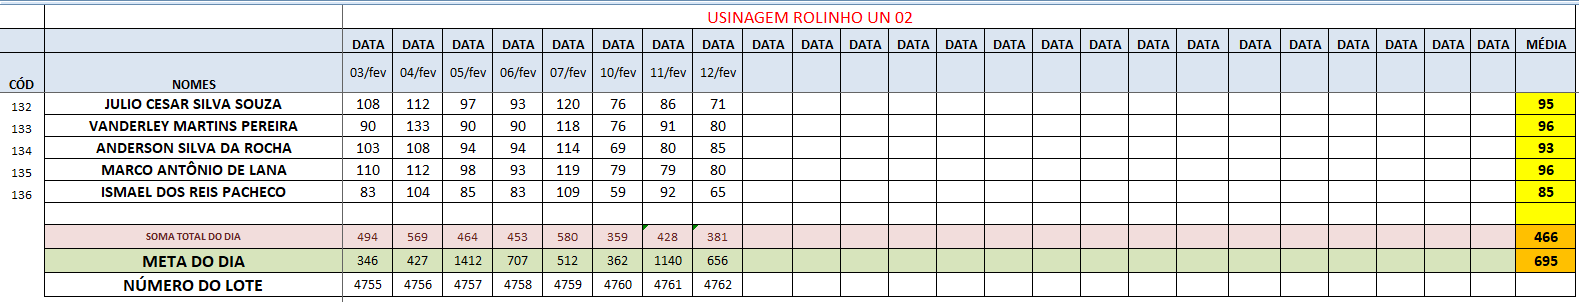 USINAGEM ROLINHO UN 02
DATA DATA DATA DATA DATA DATA DATA DATA DATA DATA DATA DATA DATA DATA DATA DATA DATA DATA DATA DATA DATA DATA DATA DATA MÉDIA
CÓD NOMES 03/fev 04/fev 05/fev 06/fev 07/fev 10/fev 11/fev 12/fev
132 JULIO CESAR SILVA SOUZA 108 112 97 93 120 76 86 71 95
133 VANDERLEY MARTINS PEREIRA 90 133 90 90 118 76 91 80 96
134 ANDERSON SILVA DA ROCHA 103 108 94 94 114 69 80 85 93
135 MARCO ANTÔNIO DE LANA 110 112 98 93 119 79 79 80 96
136 ISMAEL DOS REIS PACHECO 83 104 85 83 109 59 92 65 85
SOMA TOTAL DO DIA 494 569 464 453 580 359 428 381 466
META DO DIA 346 427 1412 707 512 362 1140 656 695
NÚMERO DO LOTE 4755 4756 4757 4758 4759 4760 4761 4762